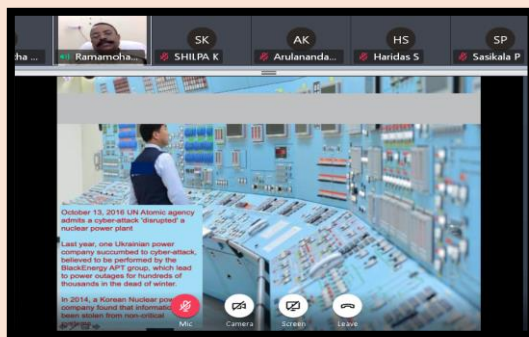 SK
AK
HS
SP
tha ...
Ramamoha...
SHILPA K
Arulananda...
Haridas S
Sasikala P
October 13, 2016 UN Atomic agency
admits a cyber-attack 'disrupted' a
nuclear power plant
Last year, one Ukrainian power
company succumbed to cyber-attack,
believed to be performed by the
BlackEnergy APT group, which lead
to power outages for hundreds of
thousands in the dead of winter.
In 2014, a Korean Nuclear pow
company found that informatio
been stolen from non-critical
Mic
Camera
Screen
Leave